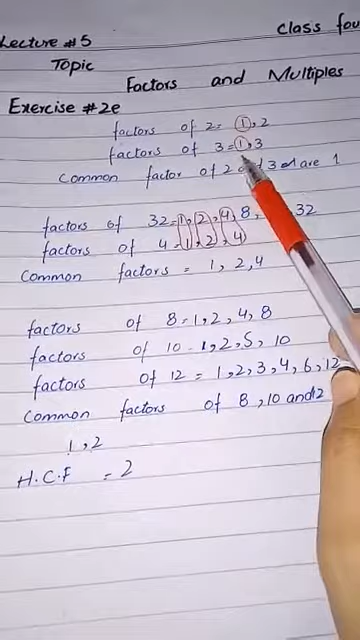 Lecture #5 Class fou
Topic
Factors and Multiples
Exercise #2e
factors of 2 = 1, 2
factors of 3 = 1, 3
Common factor of 2 3 are 1
factors of 32 = 1, 2, 4, 8, 32
factors of 4 = 1, 2, 4
Common factors = 1, 2, 4
factors of 8 = 1, 2, 4, 8
factors of 10 = 1, 2, 5, 10
factors of 12 = 1, 2, 3, 4, 6, 12
Common factors of 8, 10 and 12
1, 2
H.C.F = 2